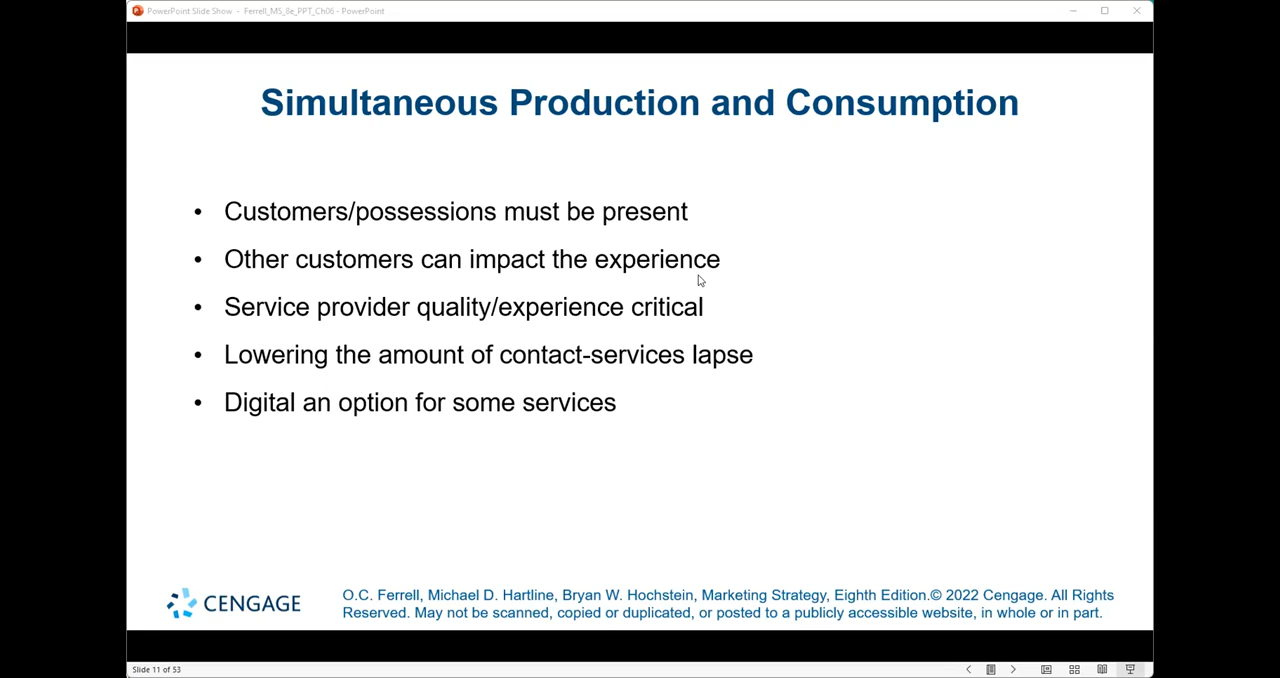 PowerPoint Slide Show - Ferrell_MS_8e_PPT_Ch06 - PowerPoint
Simultaneous Production and Consumption
• Customers/possessions must be present
• Other customers can impact the experience
• Service provider quality/experience critical
• Lowering the amount of contact-services lapse
• Digital an option for some services
CENGAGE
O.C. Ferrell, Michael D. Hartline, Bryan W. Hochstein, Marketing Strategy, Eighth Edition.© 2022 Cengage. All Rights
Reserved. May not be scanned, copied or duplicated, or posted to a publicly accessible website, in whole or in part.
Slide 11 of 53